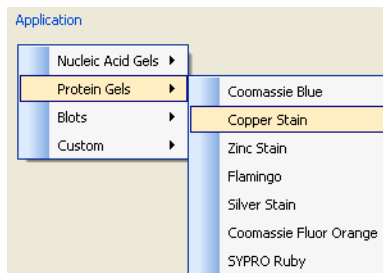 Application
Nucleic Acid Gels
Protein Gels
Blots
Custom
Coomassie Blue
Copper Stain
Zinc Stain
Flamingo
Silver Stain
Coomassie Fluor Orange
SYPRO Ruby